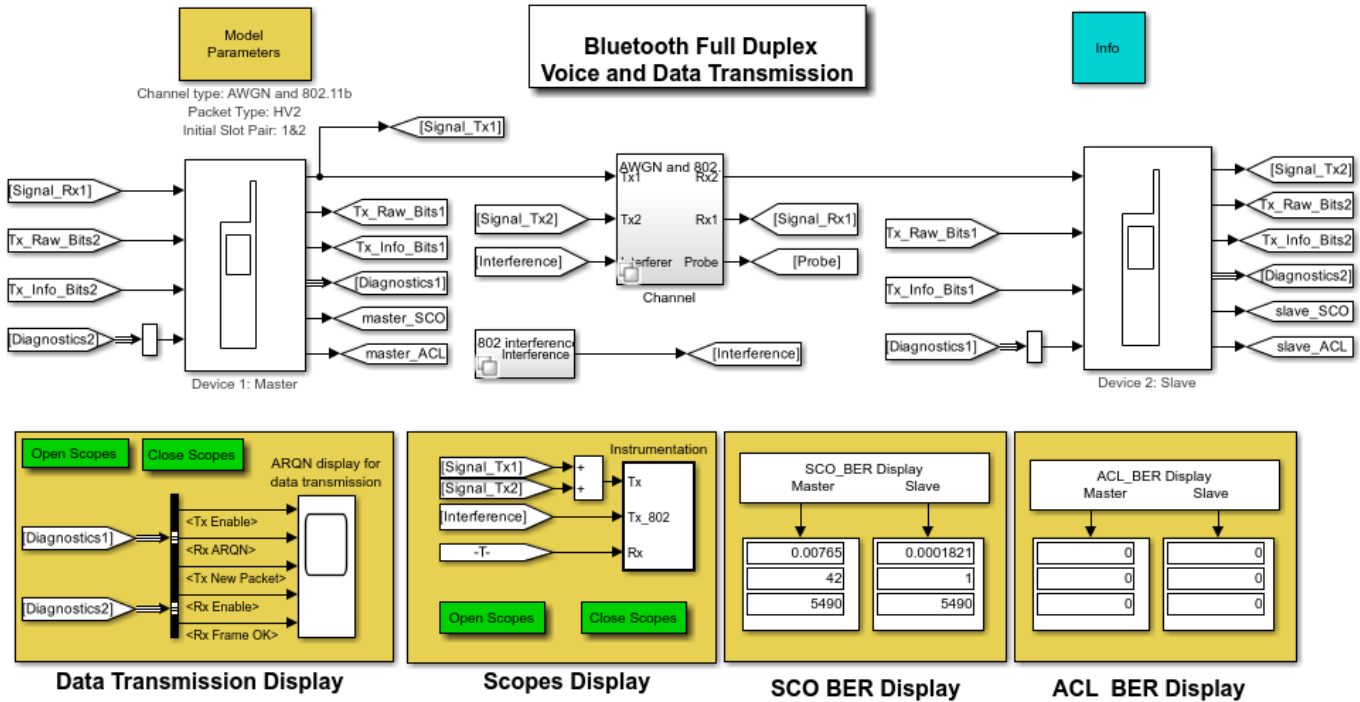 Model
Parameters
Bluetooth Full Duplex
Voice and Data Transmission
Info
Channel type: AWGN and 802.11b
Packet Type: HV2
Initial Slot Pair: 1&2
[Signal_Tx1]
[Signal_Rx1]
Tx_Raw_Bits2
Tx_Info_Bits2
[Diagnostics2]
Tx_Raw_Bits1
Tx_Info_Bits1
[Diagnostics1]
master_SCO
master_ACL
Device 1: Master
[Signal_Tx2]
[Interference]
AWGN and 802.
Tx1
Rx2
Tx2
Rx1
Interferer
Probe
Channel
[Signal_Rx1]
[Probe]
802 interference
Interference
[Interference]
Tx_Raw_Bits1
Tx_Info_Bits1
[Diagnostics1]
[Signal_Tx2]
Tx_Raw_Bits2
Tx_Info_Bits2
[Diagnostics2]
slave_SCO
slave_ACL
Device 2: Slave
Open Scopes
Close Scopes
ARQN display for
data transmission
[Diagnostics1]
[Diagnostics2]
<Tx Enable>
<Rx ARQN>
<Tx New Packet>
<Rx Enable>
<Rx Frame OK>
Data Transmission Display
Instrumentation
[Signal_Tx1]
[Signal_Tx2]
[Interference]
-T-
+
+
Tx
Tx_802
Rx
Open Scopes
Close Scopes
Scopes Display
SCO_BER Display
Master Slave
0.00765
42
5490
0.0001821
1
5490
SCO BER Display
ACL_BER Display
Master Slave
0
0
0
0
0
0
ACL BER Display